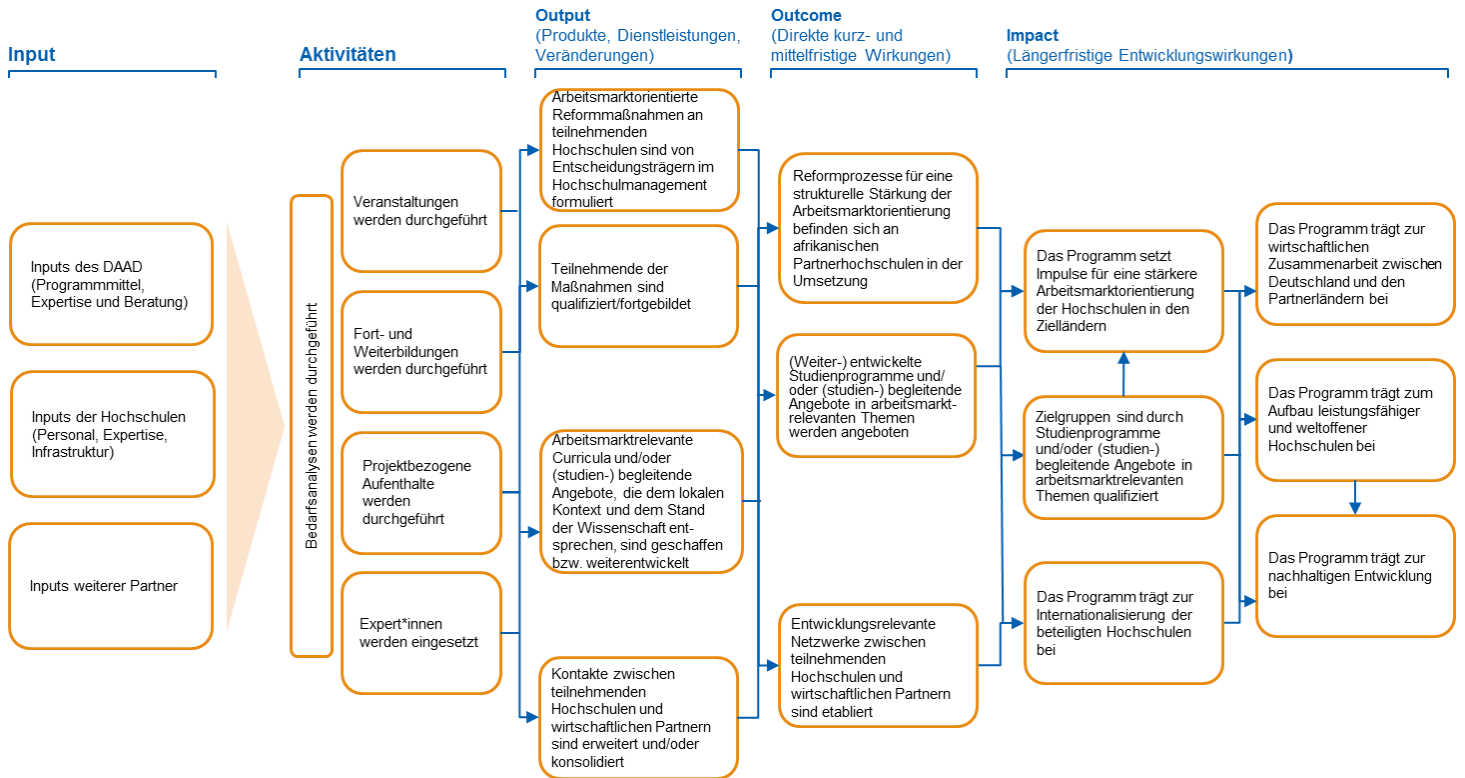 Input
Aktivitäten
Output
(Produkte, Dienstleistungen,
Veränderungen)
Outcome
(Direkte kurz- und
mittelfristige Wirkungen)
Impact
(Längerfristige Entwicklungswirkungen)
Inputs des DAAD
(Programmmittel,
Expertise und Beratung)
Inputs der Hochschulen
(Personal, Expertise,
Infrastruktur)
Inputs weiterer Partner
Bedarfsanalysen werden durchgeführt
Veranstaltungen
werden durchgeführt
Fort- und
Weiterbildungen
werden durchgeführt
Projektbezogene
Aufenthalte
werden
durchgeführt
Expert*innen
werden eingesetzt
Arbeitsmarktorientierte
Reformmaßnahmen an
teilnehmenden
Hochschulen sind von
Entscheidungsträgern im
Hochschulmanagement
formuliert
Teilnehmende der
Maßnahmen sind
qualifiziert/fortgebildet
Arbeitsmarktrelevante
Curricula und/oder
(studien-) begleitende
Angebote, die dem lokalen
Kontext und dem Stand
der Wissenschaft ent-
sprechen, sind geschaffen
bzw. weiterentwickelt
Kontakte zwischen
teilnehmenden
Hochschulen und
wirtschaftlichen Partnern
sind erweitert und/oder
konsolidiert
Reformprozesse für eine
strukturelle Stärkung der
Arbeitsmarktorientierung
befinden sich an
afrikanischen
Partnerhochschulen in der
Umsetzung
(Weiter-) entwickelte
Studienprogramme und/
oder (studien-) begleitende
Angebote in arbeitsmarkt-
relevanten Themen
werden angeboten
Entwicklungsrelevante
Netzwerke zwischen
teilnehmenden
Hochschulen und
wirtschaftlichen Partnern
sind etabliert
Das Programm setzt
Impulse für eine stärkere
Arbeitsmarktorientierung
der Hochschulen in den
Zielländern
Zielgruppen sind durch
Studienprogramme
und/oder (studien-)
begleitende Angebote in
arbeitsmarktrelevanten
Themen qualifiziert
Das Programm trägt zur
Internationalisierung der
beteiligten Hochschulen
bei
Das Programm trägt zur
wirtschaftlichen
Zusammenarbeit zwischen
Deutschland und den
Partnerländern bei
Das Programm trägt zum
Aufbau leistungsfähiger
und weltoffener
Hochschulen bei
Das Programm trägt zur
nachhaltigen Entwicklung
bei